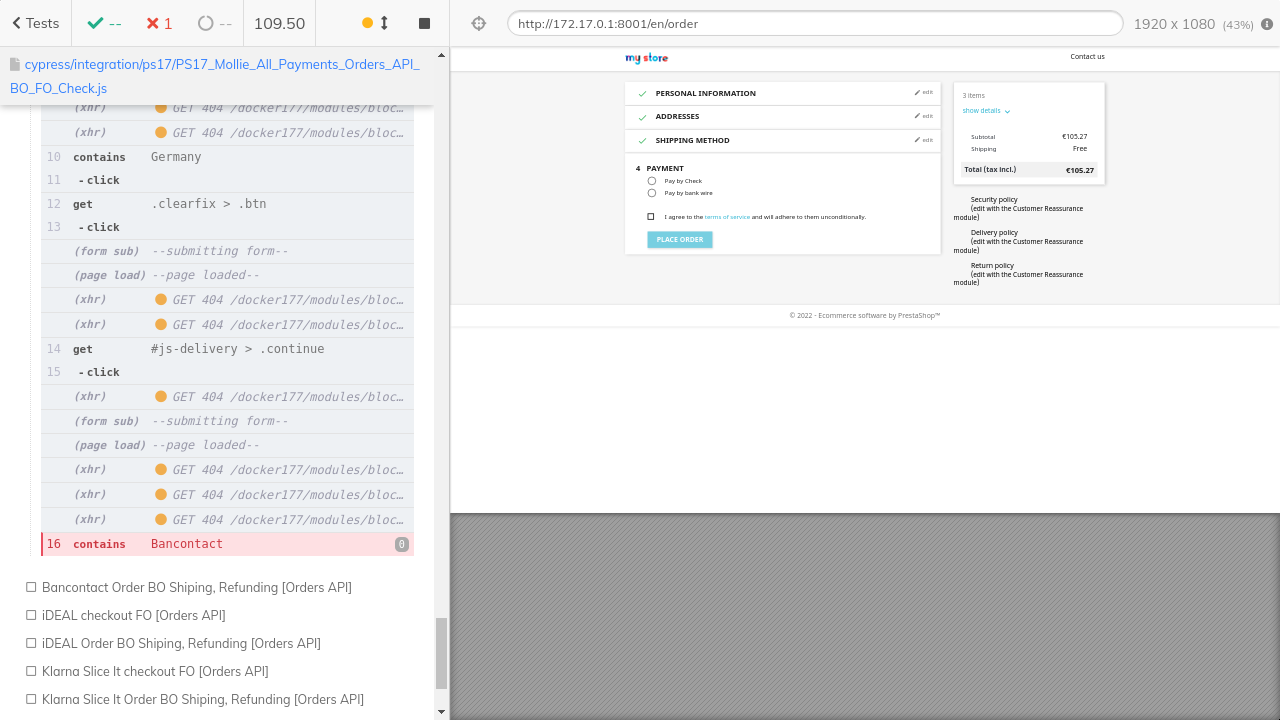 Tests
--
1
--
109.50
http://172.17.0.1:8001/en/order
1920 x 1080 (43%)
cypress/integration/ps17/PS17_Mollie_All_Payments_Orders_API_
BO_FO_Check.js
(xhr) GET 404 /docker177/modules/bloc…
(xhr) GET 404 /docker177/modules/bloc…
10 contains Germany
11 - click
12 get .clearfix > .btn
13 - click
(form sub) --submitting form--
(page load) --page loaded--
(xhr) GET 404 /docker177/modules/bloc…
(xhr) GET 404 /docker177/modules/bloc…
14 get #js-delivery > .continue
15 - click
(xhr) GET 404 /docker177/modules/bloc…
(form sub) --submitting form--
(page load) --page loaded--
(xhr) GET 404 /docker177/modules/bloc…
(xhr) GET 404 /docker177/modules/bloc…
(xhr) GET 404 /docker177/modules/bloc…
16 contains Bancontact 0
Bancontact Order BO Shiping, Refunding [Orders API]
iDEAL checkout FO [Orders API]
iDEAL Order BO Shiping, Refunding [Orders API]
Klarna Slice It checkout FO [Orders API]
Klarna Slice It Order BO Shiping, Refunding [Orders API]
my store
Contact us
PERSONAL INFORMATION edit
ADDRESSES edit
SHIPPING METHOD edit
4 PAYMENT
Pay by Check
Pay by bank wire
I agree to the terms of service and will adhere to them unconditionally.
PLACE ORDER
3 items
show details
Subtotal €105.27
Shipping Free
Total (tax incl.) €105.27
Security policy
(edit with the Customer Reassurance
module)
Delivery policy
(edit with the Customer Reassurance
module)
Return policy
(edit with the Customer Reassurance
module)
© 2022 - Ecommerce software by PrestaShop™